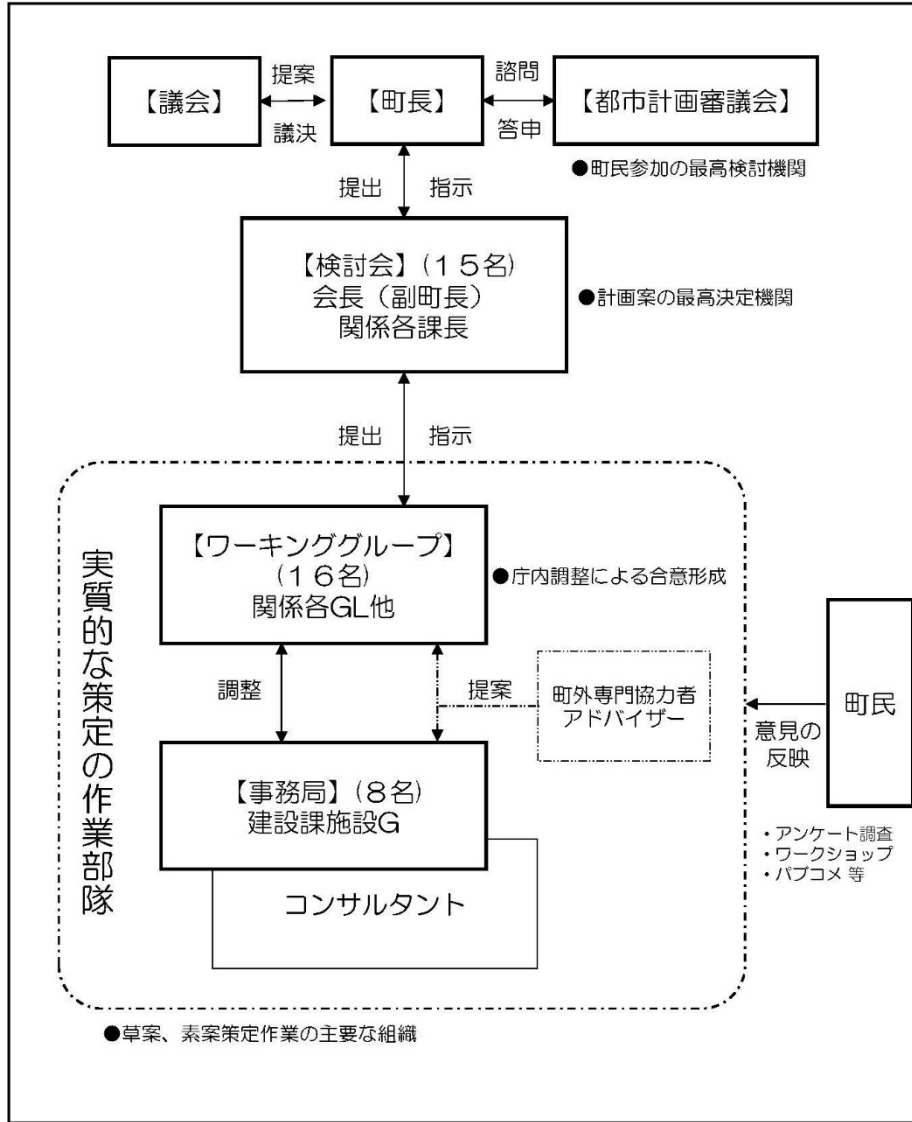 提案
諮問
【議会】
【町長】
【都市計画審議会】
議決
答申
●町民参加の最高検討機関
提出
指示
【検討会】(15名)
会長（副町長）
関係各課長
●計画案の最高決定機関
提出
指示
実質的な策定の作業部隊
【ワーキンググループ】
(16名)
関係各GL他
●庁内調整による合意形成
調整
提案
町外専門協力者
アドバイザー
町民
意見の
反映
【事務局】(8名)
建設課施設G
コンサルタント
・アンケート調査
・ワークショップ
・パブコメ 等
●草案、素案策定作業の主要な組織